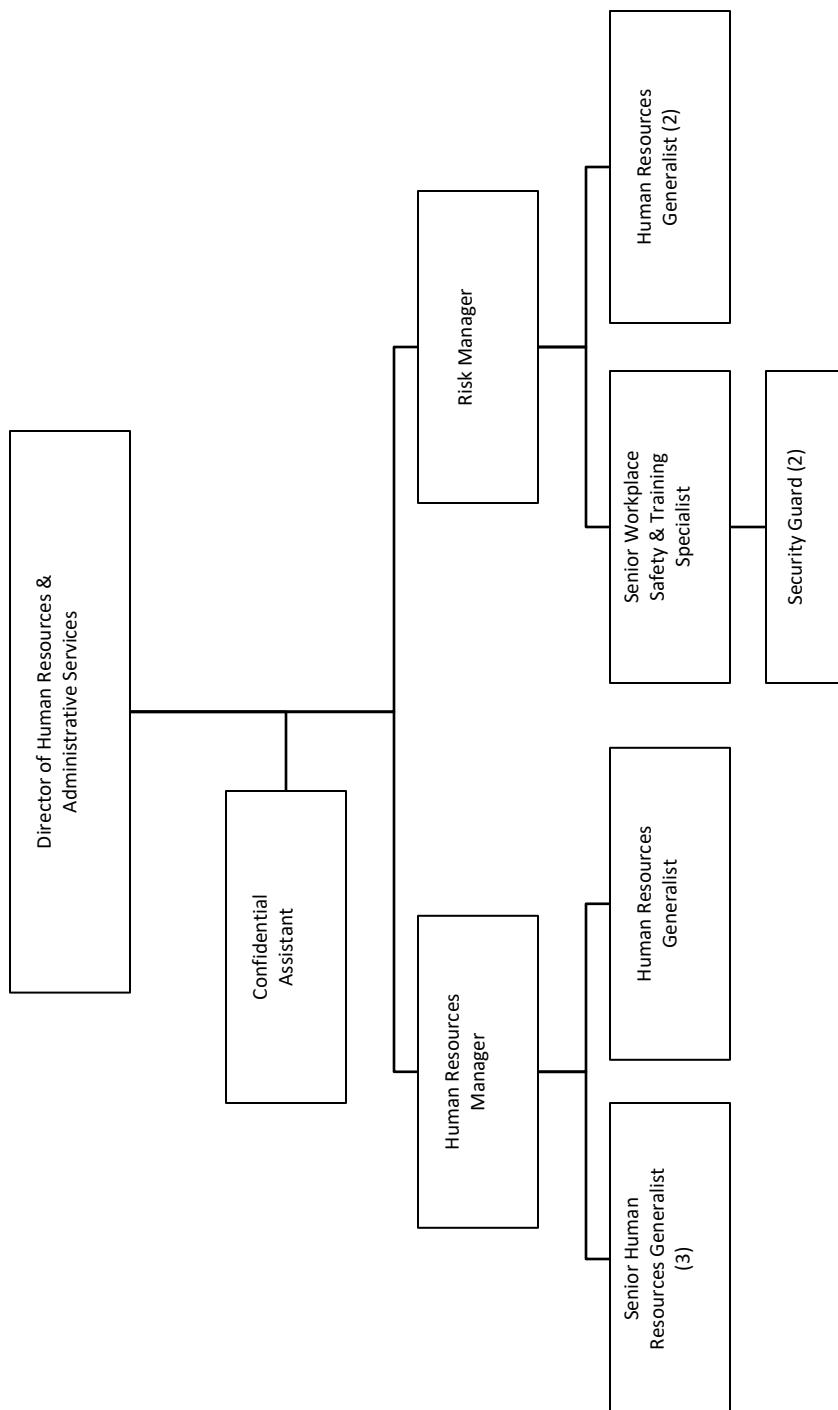 Director of Human Resources &
Administrative Services
Confidential
Assistant
Human Resources
Manager
Risk Manager
Senior Human
Resources Generalist
(3)
Human Resources
Generalist
Senior Workplace
Safety & Training
Specialist
Human Resources
Generalist (2)
Security Guard (2)